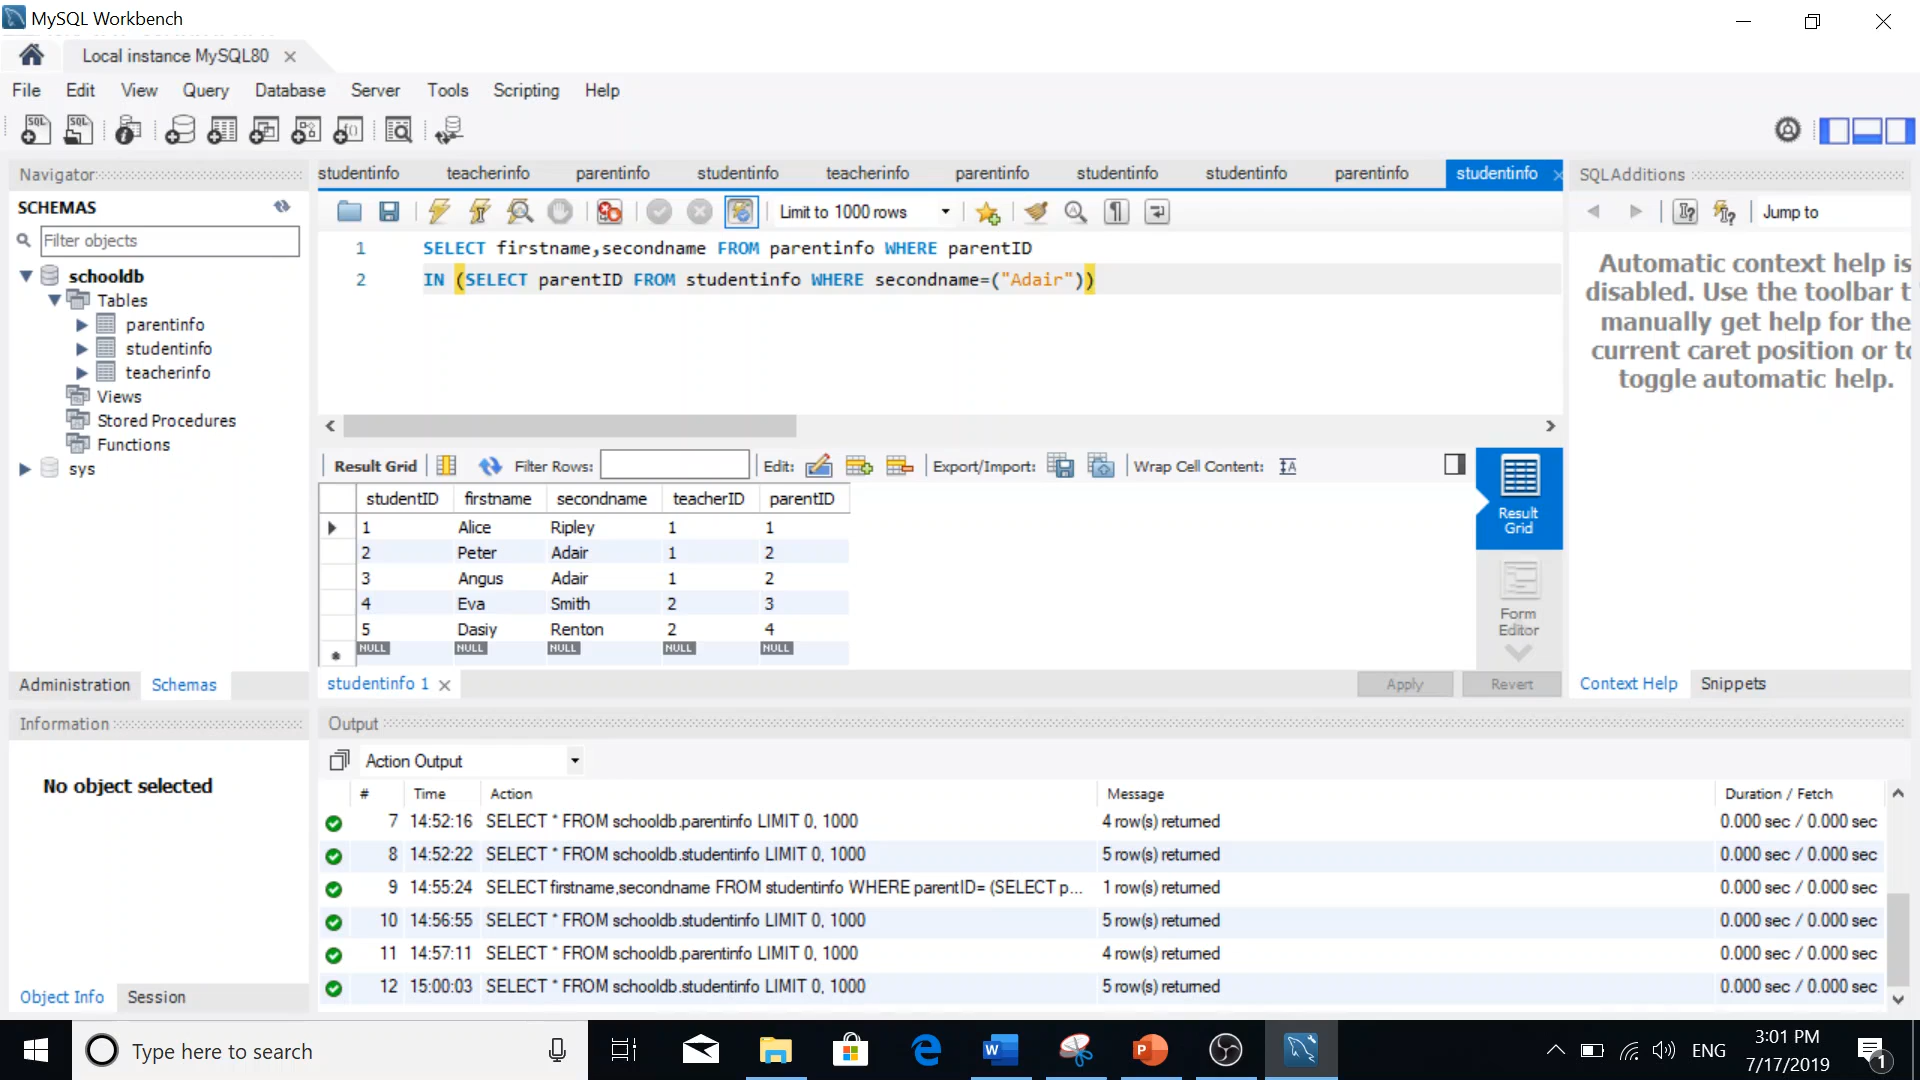 MySQL Workbench
Local instance MySQL80
File Edit View Query Database Server Tools Scripting Help
Navigator
SCHEMAS
Filter objects
schooldb
Tables
parentinfo
studentinfo
teacherinfo
Views
Stored Procedures
Functions
sys
Administration Schemas
Information
No object selected
Object Info Session
studentinfo teacherinfo parentinfo studentinfo teacherinfo parentinfo studentinfo studentinfo parentinfo studentinfo
Limit to 1000 rows
1 SELECT firstname,secondname FROM parentinfo WHERE parentID
2 IN (SELECT parentID FROM studentinfo WHERE secondname=("Adair"))
Result Grid Filter Rows: Edit: Export/Import: Wrap Cell Content:
studentID firstname secondname teacherID parentID
1 Alice Ripley 1 1
2 Peter Adair 1 2
3 Angus Adair 1 2
4 Eva Smith 2 3
5 Dasiy Renton 2 4
NULL NULL NULL NULL NULL
Result
Grid
Form
Editor
studentinfo 1
Apply Revert
SQLAdditions
Jump to
Automatic context help is
disabled. Use the toolbar t
manually get help for the
current caret position or to
toggle automatic help.
Context Help Snippets
Output
Action Output
# Time Action Message Duration / Fetch
7 14:52:16 SELECT * FROM schooldb.parentinfo LIMIT 0, 1000 4 row(s) returned 0.000 sec / 0.000 sec
8 14:52:22 SELECT * FROM schooldb.studentinfo LIMIT 0, 1000 5 row(s) returned 0.000 sec / 0.000 sec
9 14:55:24 SELECT firstname,secondname FROM studentinfo WHERE parentID= (SELECT p... 1 row(s) returned 0.000 sec / 0.000 sec
10 14:56:55 SELECT * FROM schooldb.studentinfo LIMIT 0, 1000 5 row(s) returned 0.000 sec / 0.000 sec
11 14:57:11 SELECT * FROM schooldb.parentinfo LIMIT 0, 1000 4 row(s) returned 0.000 sec / 0.000 sec
12 15:00:03 SELECT * FROM schooldb.studentinfo LIMIT 0, 1000 5 row(s) returned 0.000 sec / 0.000 sec
Type here to search
ENG
3:01 PM
7/17/2019
1